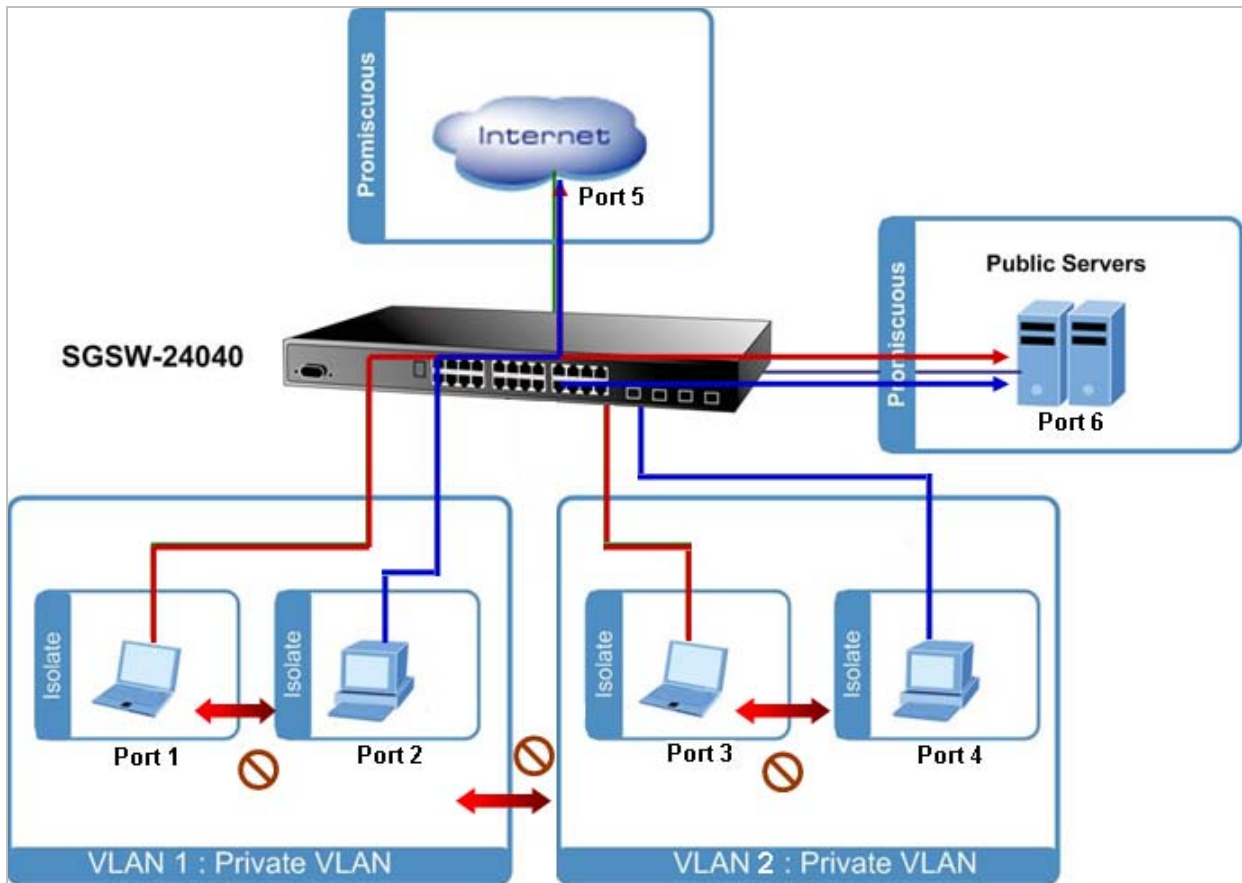 Promiscuous
Internet
Port 5
Promiscuous
Public Servers
Port 6
SGSW-24040
Isolate
Port 1
Isolate
Port 2
Isolate
Port 3
Isolate
Port 4
VLAN 1 : Private VLAN
VLAN 2 : Private VLAN